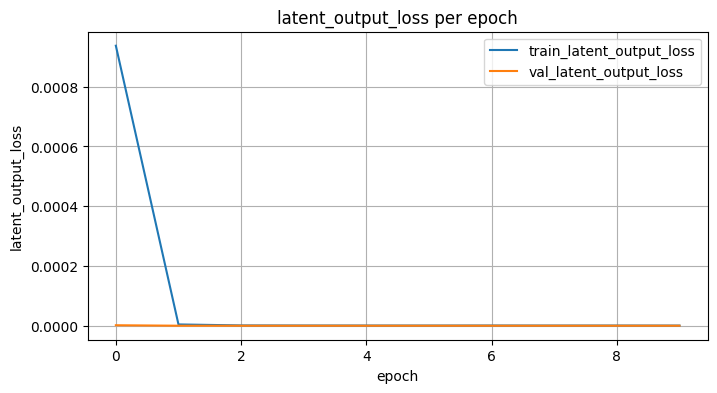 latent_output_loss per epoch
train_latent_output_loss
val_latent_output_loss
latent_output_loss
0.0008
0.0006
0.0004
0.0002
0.0000
0 2 4 6 8
epoch